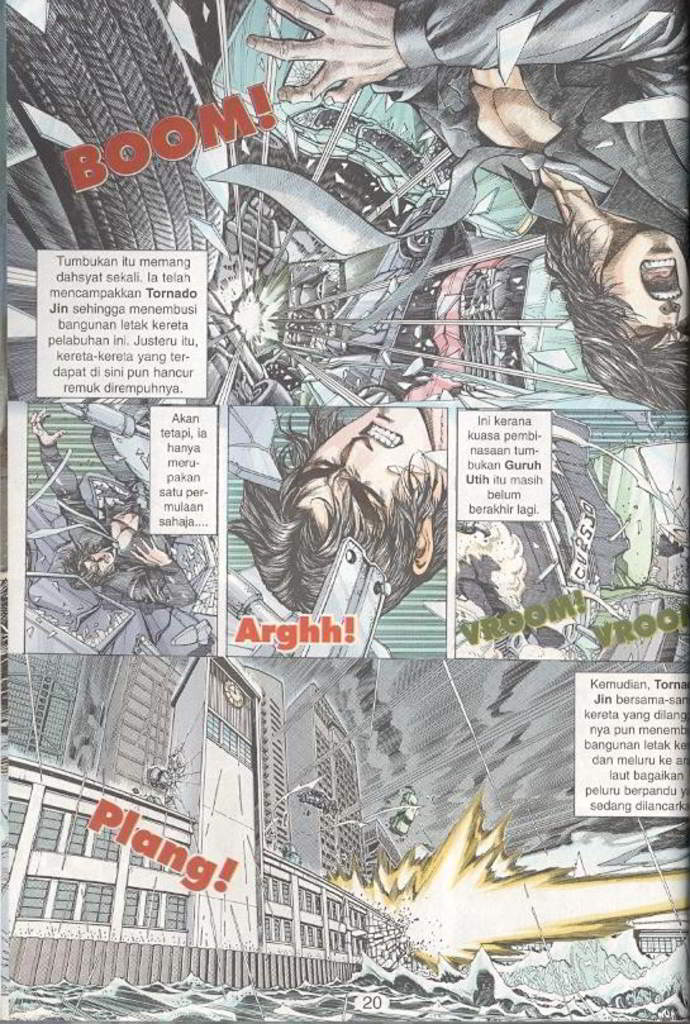 BOOM!
Tumbukan itu memang
dahsyat sekali. Ia telah
mencampakkan Tornado
Jin sehingga menembusi
bangunan letak kereta
pelabuhan ini. Justeru itu,
kereta-kereta yang ter-
dapat di sini pun hancur
remuk dirempuhnya.
Akan
tetapi, ia
hanya
meru-
pakan
satu per-
mulaan
sahaja....
Arghh!
Ini kerana
kuasa pembi-
nasaan tum-
bukan Guruh
Utih itu masih
belum
berakhir lagi.
VROOM!
VROO
Kemudian, Torna
Jin bersama-sam
kereta yang dilang
nya pun menemb
bangunan letak ke
dan meluru ke ara
laut bagaikan
peluru berpandu y
sedang dilancarka
Plang!
20